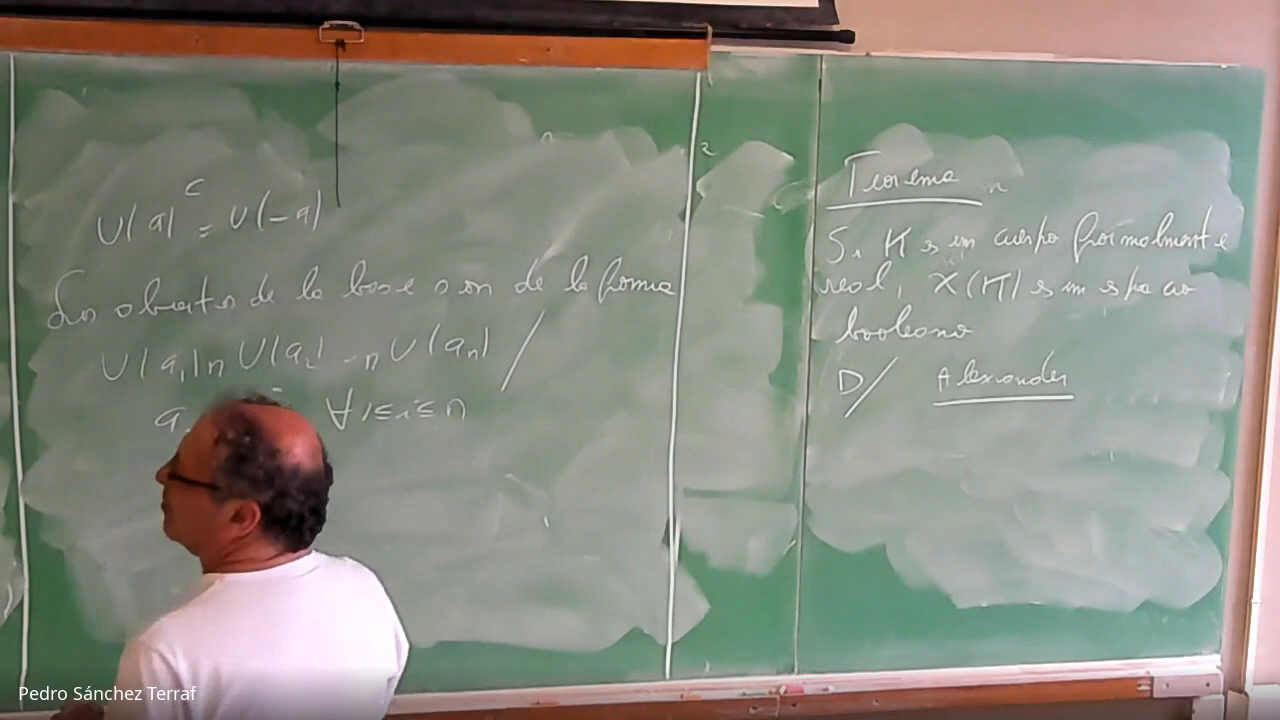 U(a)ᶜ = U(-a)
Los abiertos de la base son de la forma
U(a₁) ∩ U(a₂) … ∩ U(aₙ) /
∀ 1≤i≤n
Teorema
Si K es un cuerpo formalmente
real, X(K) es un espacio
booleano
D/ Alexander
Pedro Sánchez Terraf